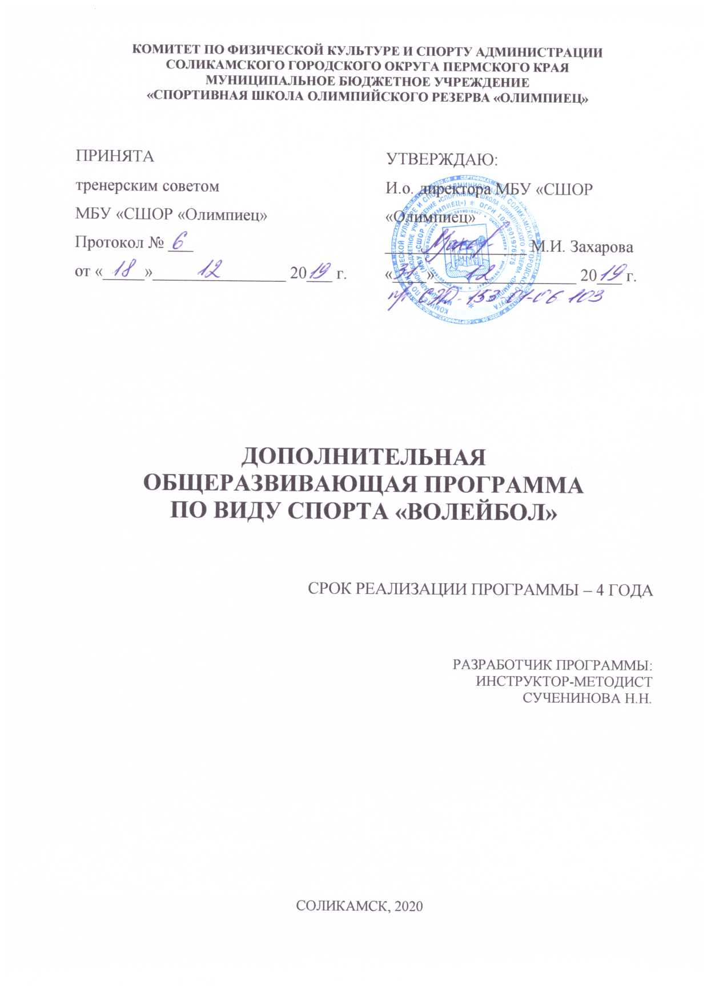 КОМИТЕТ ПО ФИЗИЧЕСКОЙ КУЛЬТУРЕ И СПОРТУ АДМИНИСТРАЦИИ
СОЛИКАМСКОГО ГОРОДСКОГО ОКРУГА ПЕРМСКОГО КРАЯ
МУНИЦИПАЛЬНОЕ БЮДЖЕТНОЕ УЧРЕЖДЕНИЕ
«СПОРТИВНАЯ ШКОЛА ОЛИМПИЙСКОГО РЕЗЕРВА «ОЛИМПИЕЦ»
ПРИНЯТА
тренерским советом
МБУ «СШОР «Олимпиец»
Протокол № 6
от «18» 12 2019 г.
УТВЕРЖДАЮ:
И.о. директора МБУ «СШОР
«Олимпиец»
М.И. Захарова
«31» 12 2019 г.
пр СЭД-153-01-06 103
ДОПОЛНИТЕЛЬНАЯ
ОБЩЕРАЗВИВАЮЩАЯ ПРОГРАММА
ПО ВИДУ СПОРТА «ВОЛЕЙБОЛ»
СРОК РЕАЛИЗАЦИИ ПРОГРАММЫ – 4 ГОДА
РАЗРАБОТЧИК ПРОГРАММЫ:
ИНСТРУКТОР-МЕТОДИСТ
СУЧЕНИНОВА Н.Н.
СОЛИКАМСК, 2020